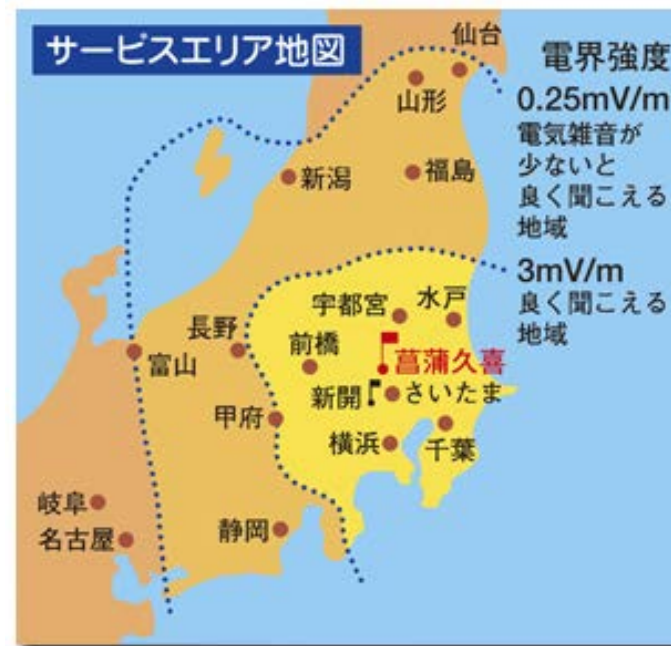 サービスエリア地図
仙台
電界強度
山形
0.25mV/m
電気雑音が
少ないと
良く聞こえる
地域
新潟
福島
3mV/m
良く聞こえる
地域
宇都宮
水戸
長野
前橋
富山
菖蒲久喜
新開
さいたま
甲府
横浜
千葉
岐阜
名古屋
静岡